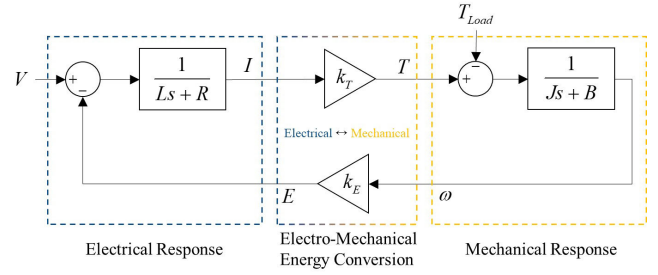 T_Load
V
+
−
1
Ls + R
I
k_T
T
+
−
1
Js + B
Electrical ↔ Mechanical
E
k_E
ω
Electrical Response
Electro-Mechanical
Energy Conversion
Mechanical Response